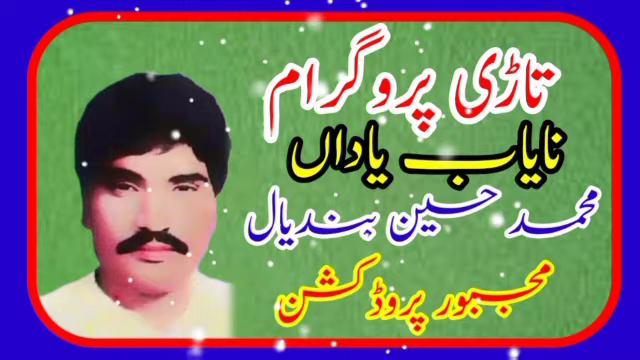 تاڑی پروگرام
نایاب یاداں
محمد حسین بندیال
مجبور پروڈکشن